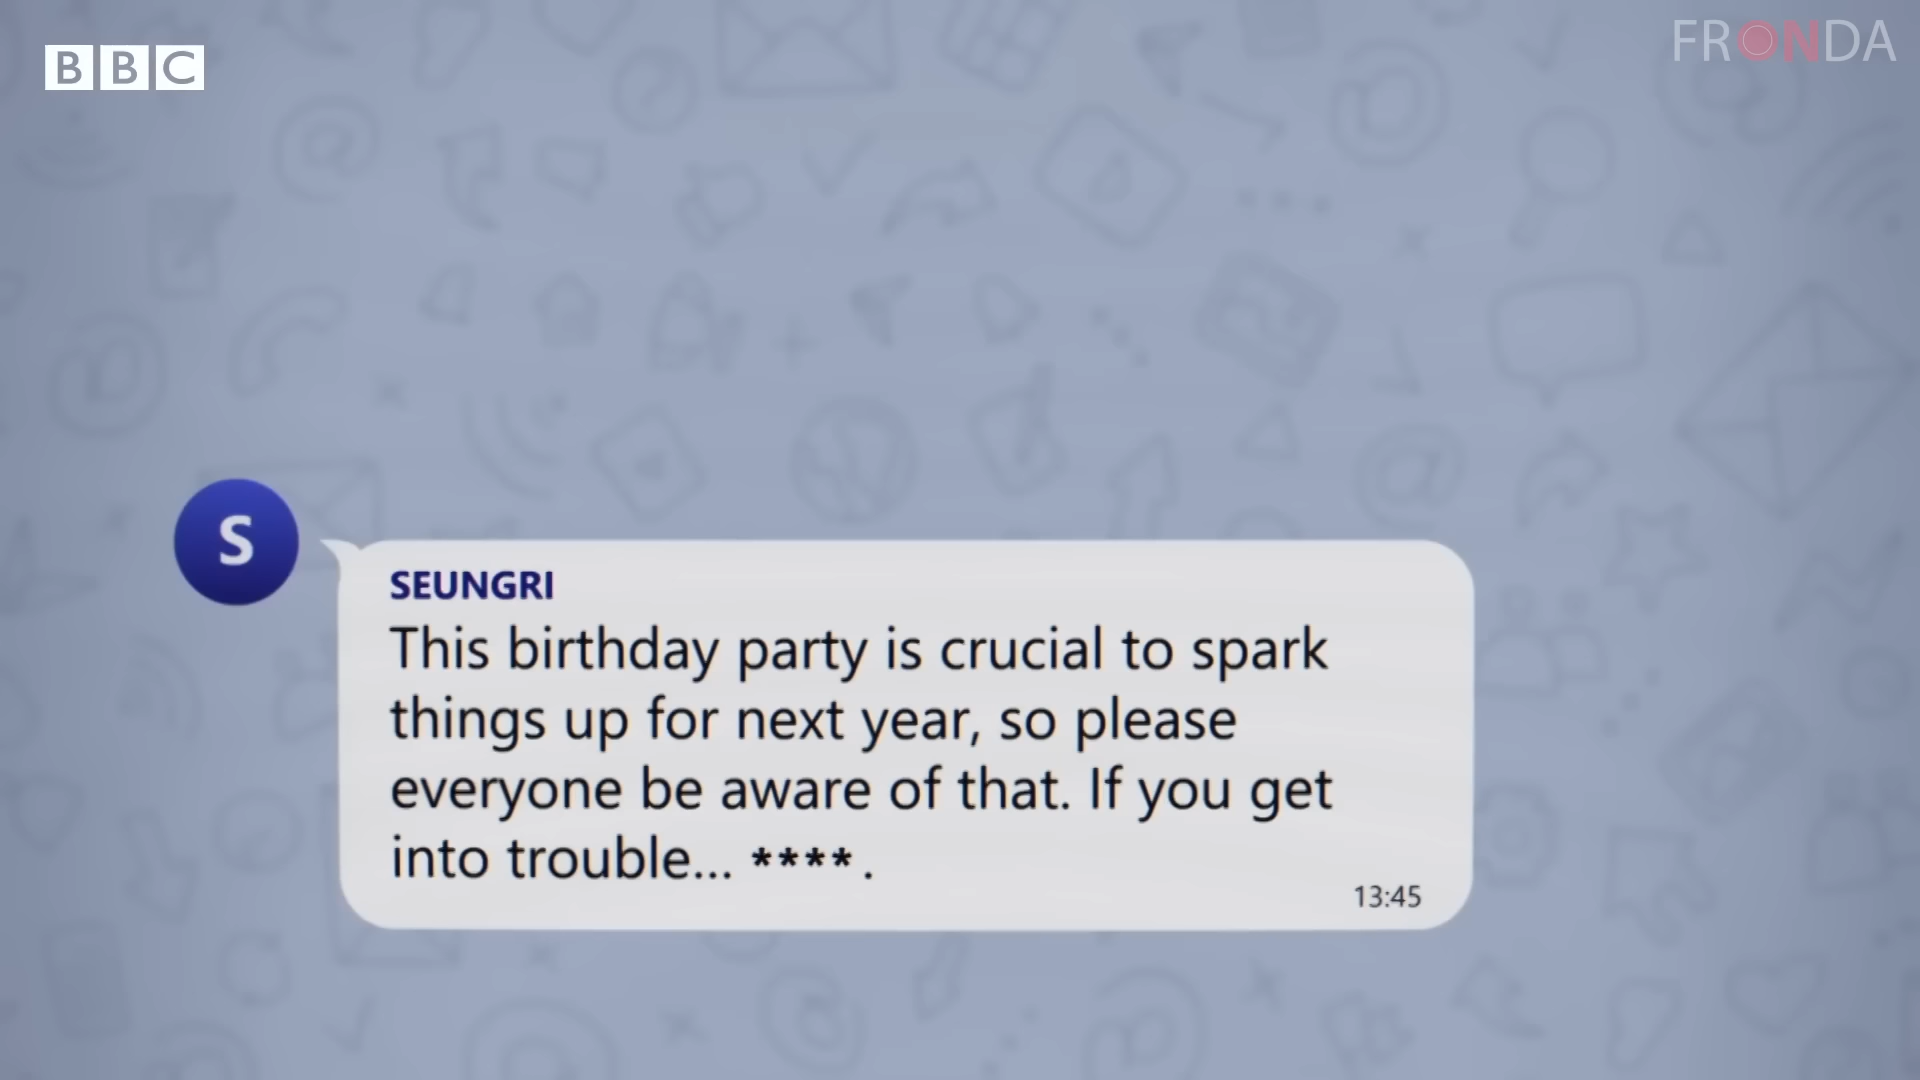 BBC
FRONDA
S
SEUNGRI
This birthday party is crucial to spark
things up for next year, so please
everyone be aware of that. If you get
into trouble... ****.
13:45